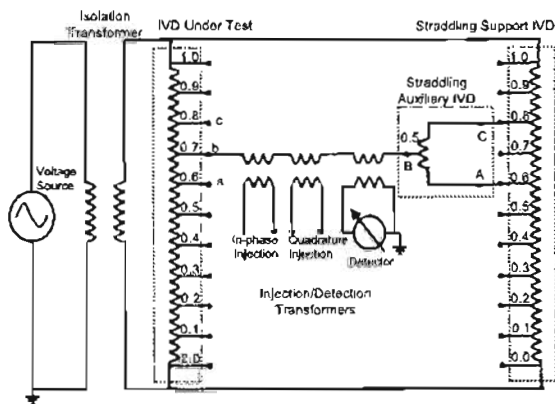 Isolation
Transformer
IVD Under Test
Straddling Support IVD
1.0
0.9
0.8
0.7
0.6
0.5
0.4
0.3
0.2
0.1
c
b
a
Voltage
Source
In-phase
Injection
Quadrature
Injection
Detector
Injection/Detection
Transformers
Straddling
Auxiliary IVD
0.5
B
C
A
1.0
0.9
0.8
0.7
0.6
0.5
0.4
0.3
0.2
0.1
0.0